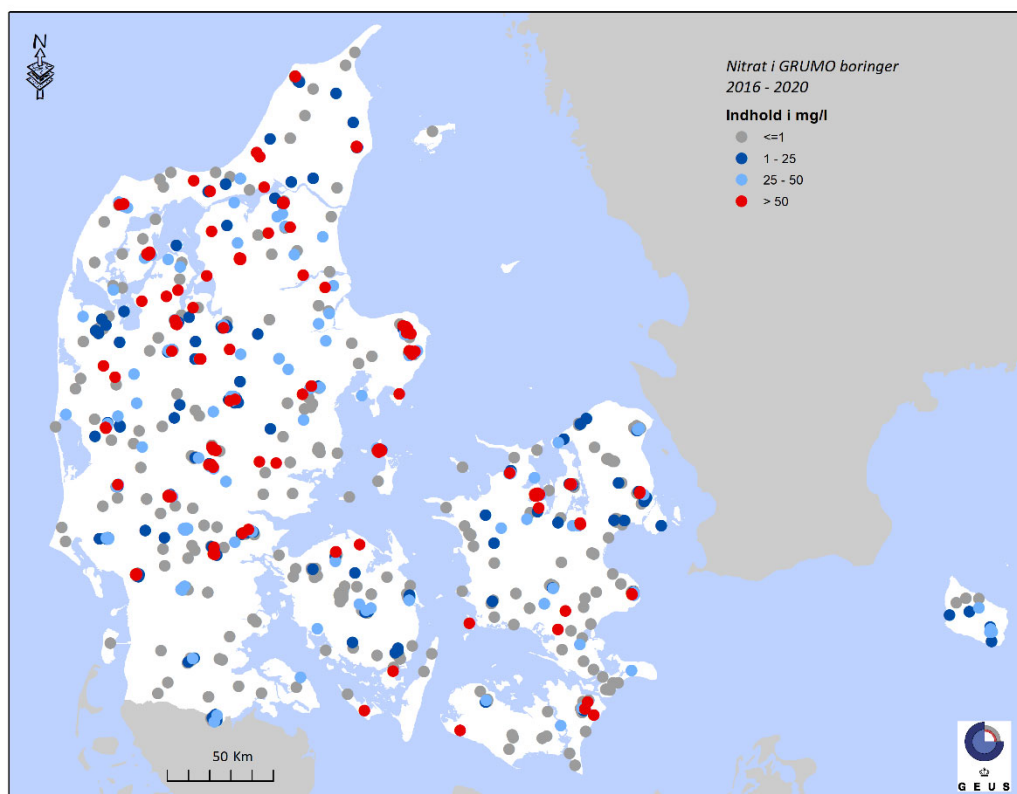 N
Nitrat i GRUMO boringer
2016 - 2020
Indhold i mg/l
<=1
1 - 25
25 - 50
> 50
50 Km
G E U S